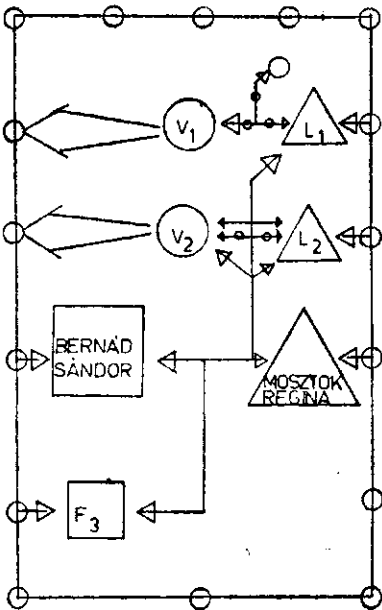 V1
L1
V2
L2
BERNÁD
SÁNDOR
MOSZTOK
REGINA
F3